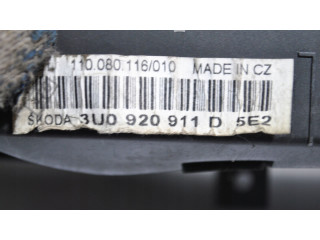 110.080.116/010 MADE IN CZ
ŠKODA 3U0 920 911 D 5E2